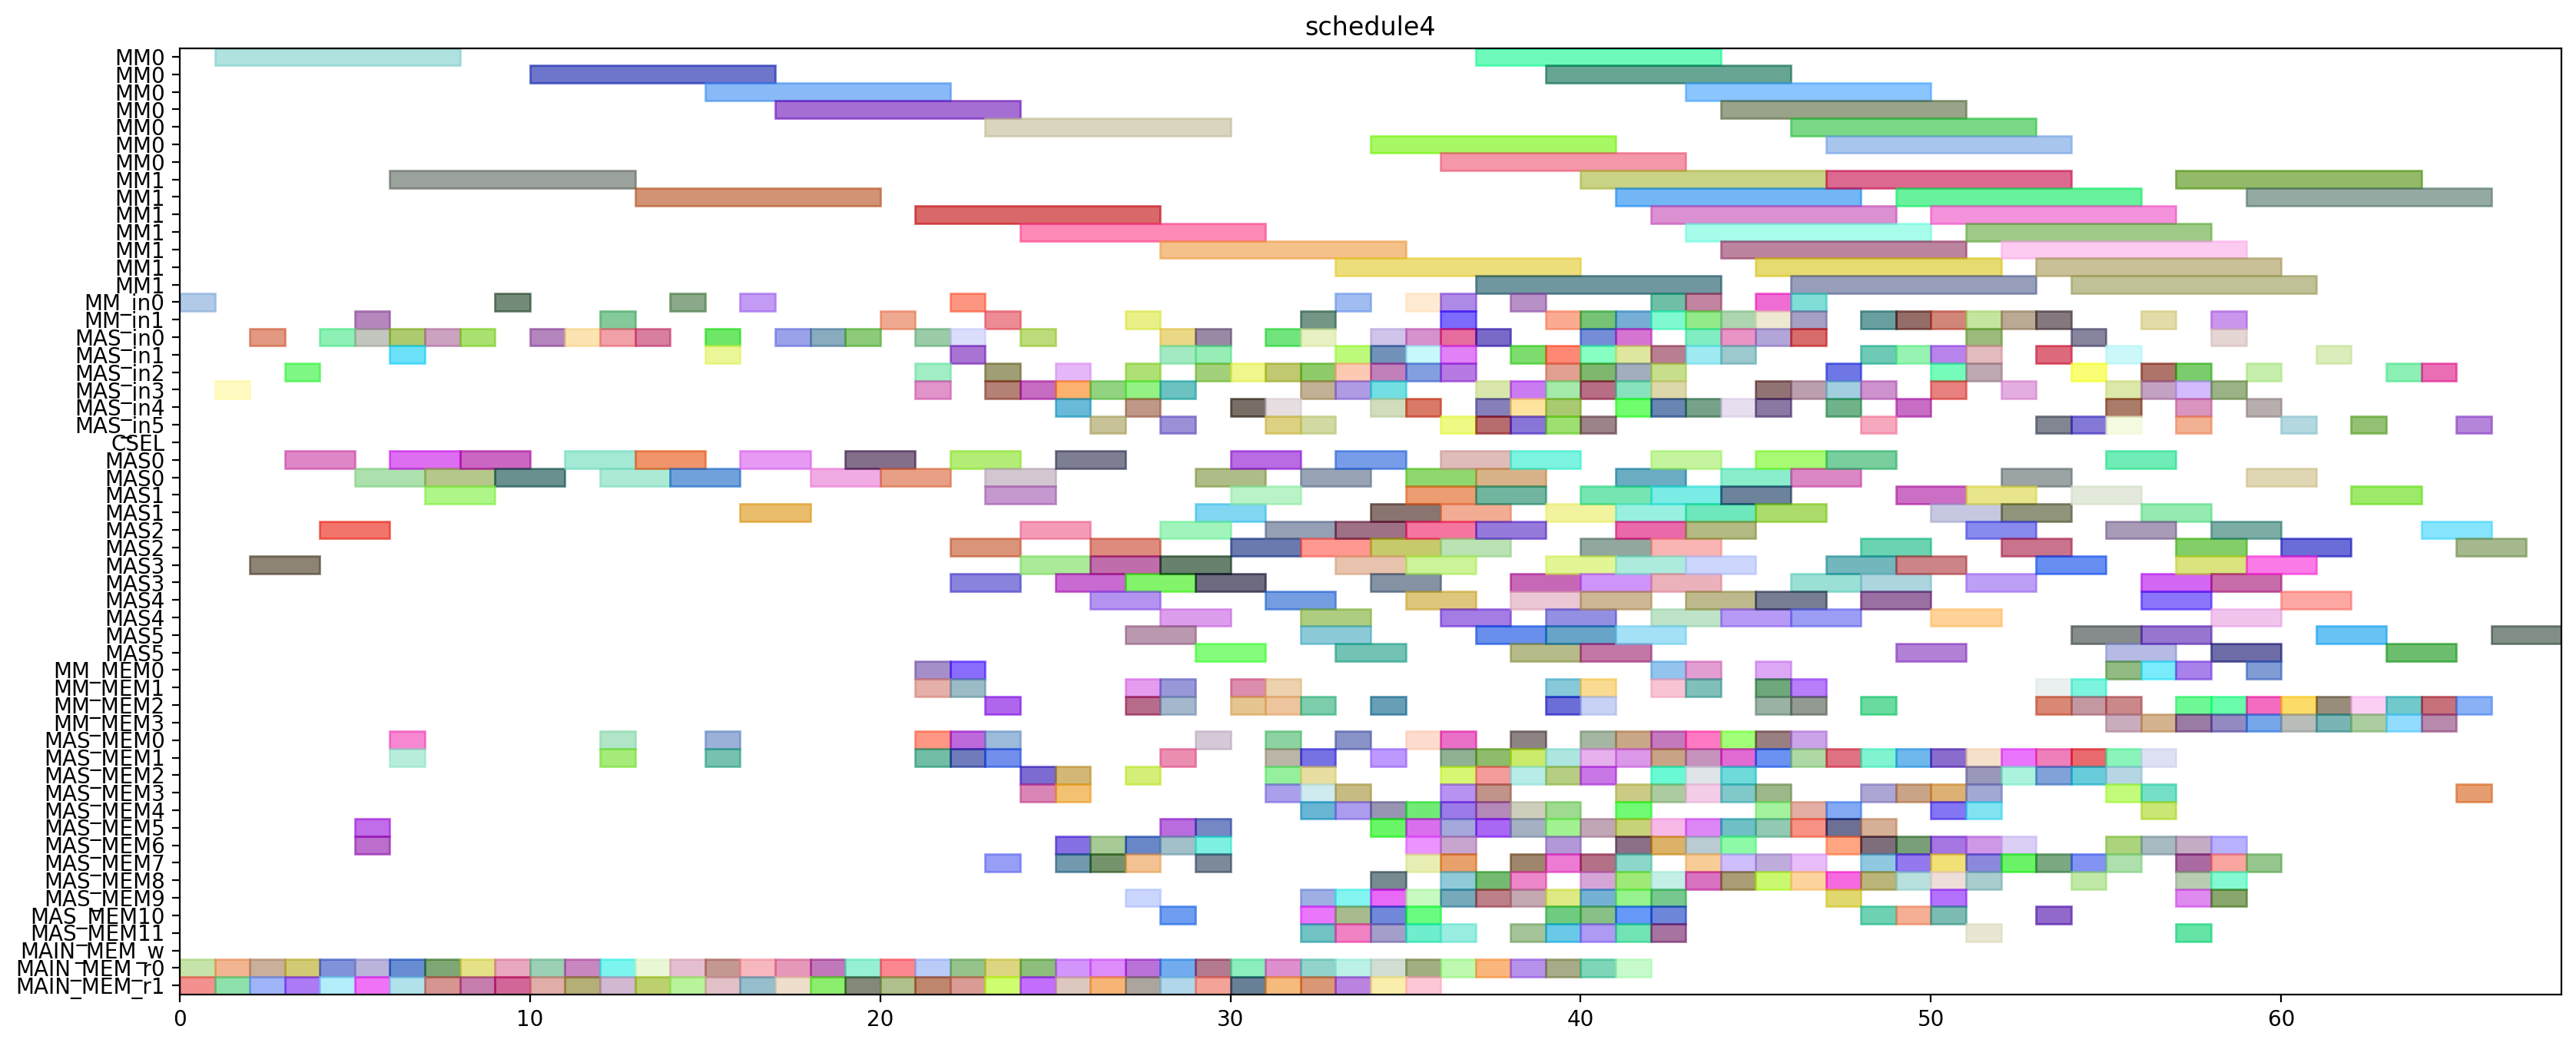 schedule4
MM0
MM0
MM0
MM0
MM0
MM0
MM0
MM1
MM1
MM1
MM1
MM1
MM1
MM1
MM_in0
MM_in1
MAS_in0
MAS_in1
MAS_in2
MAS_in3
MAS_in4
MAS_in5
CSEL
MAS0
MAS0
MAS1
MAS1
MAS2
MAS2
MAS3
MAS3
MAS4
MAS4
MAS5
MAS5
MM_MEM0
MM_MEM1
MM_MEM2
MM_MEM3
MAS_MEM0
MAS_MEM1
MAS_MEM2
MAS_MEM3
MAS_MEM4
MAS_MEM5
MAS_MEM6
MAS_MEM7
MAS_MEM8
MAS_MEM9
MAS_MEM10
MAS_MEM11
MAIN_MEM_w
MAIN_MEM_r0
MAIN_MEM_r1
0 10 20 30 40 50 60